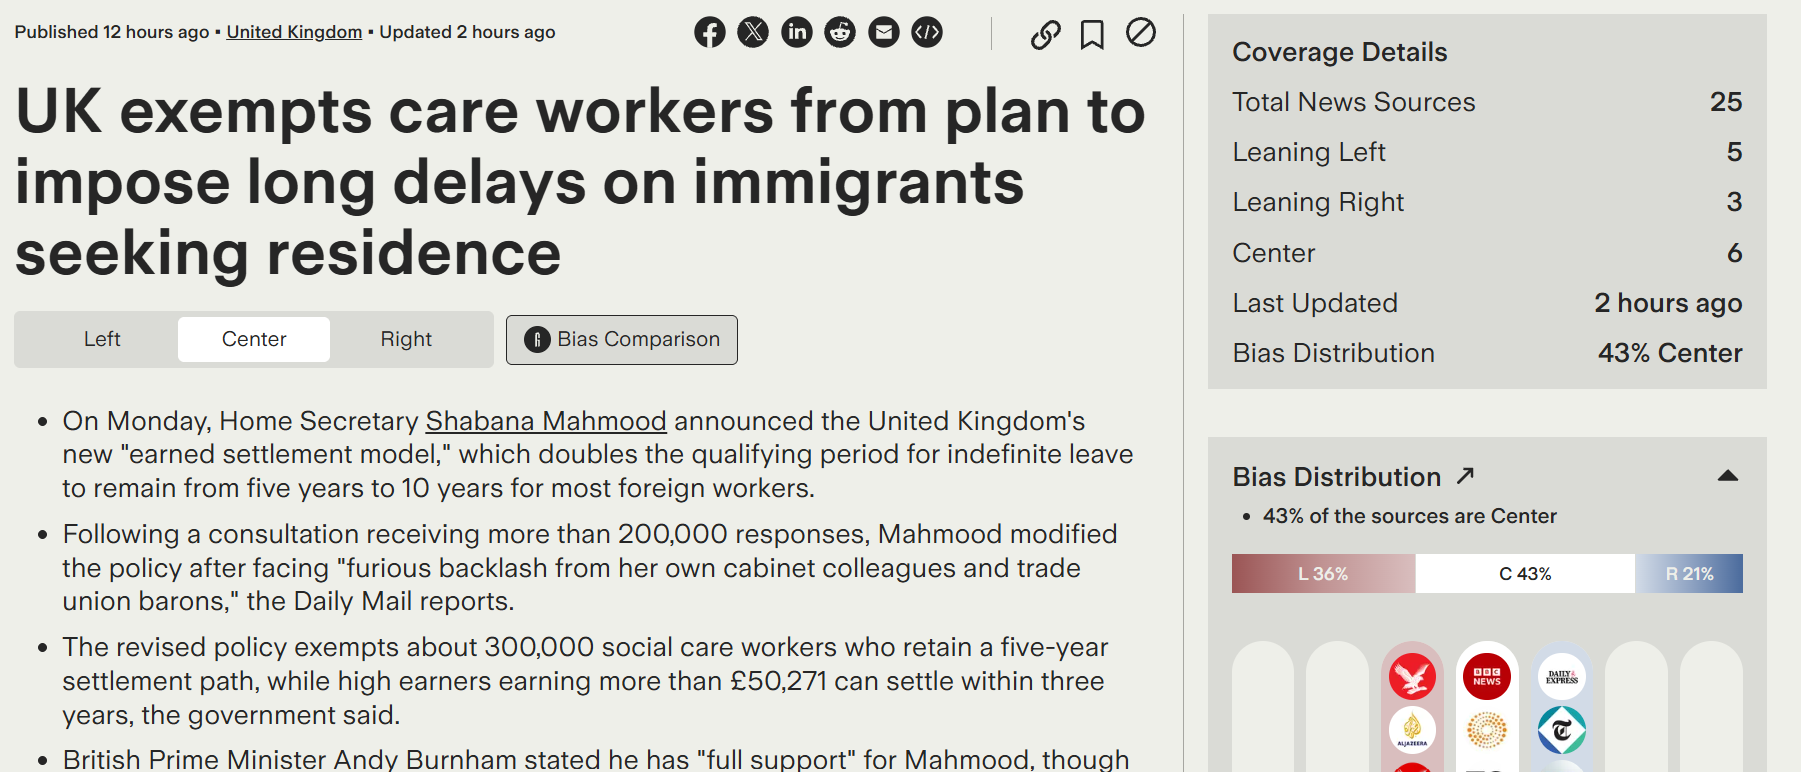 Published 12 hours ago • United Kingdom • Updated 2 hours ago
UK exempts care workers from plan to
impose long delays on immigrants
seeking residence
Left
Center
Right
Bias Comparison
• On Monday, Home Secretary Shabana Mahmood announced the United Kingdom's
new "earned settlement model," which doubles the qualifying period for indefinite leave
to remain from five years to 10 years for most foreign workers.
• Following a consultation receiving more than 200,000 responses, Mahmood modified
the policy after facing "furious backlash from her own cabinet colleagues and trade
union barons," the Daily Mail reports.
• The revised policy exempts about 300,000 social care workers who retain a five-year
settlement path, while high earners earning more than £50,271 can settle within three
years, the government said.
• British Prime Minister Andy Burnham stated he has "full support" for Mahmood, though
Coverage Details
Total News Sources 25
Leaning Left 5
Leaning Right 3
Center 6
Last Updated 2 hours ago
Bias Distribution 43% Center
Bias Distribution ↗
• 43% of the sources are Center
L 36% C 43% R 21%
BBC
NEWS
DAILY
EXPRESS
ALJAZEERA
T